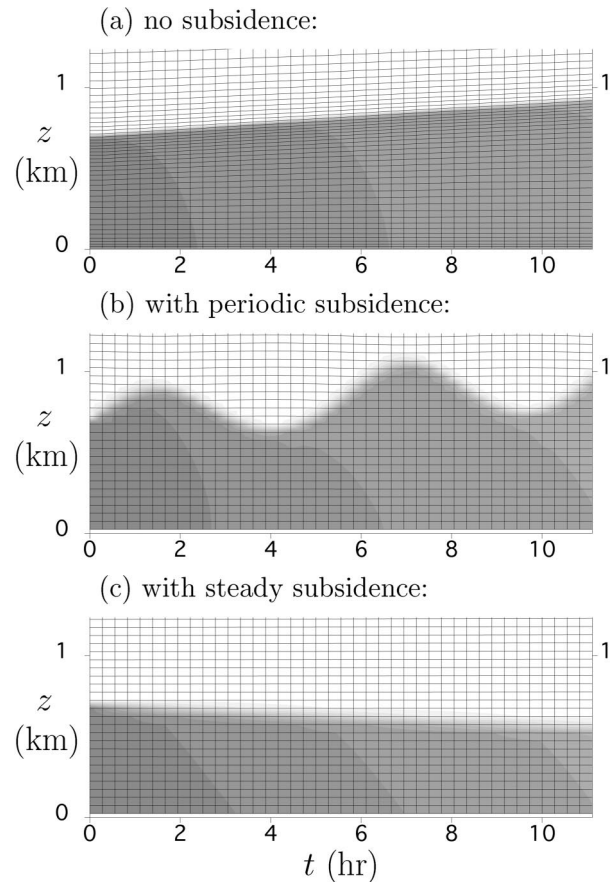 (a) no subsidence:
1 1
z
(km)
0
0 2 4 6 8 10
(b) with periodic subsidence:
1 1
z
(km)
0
0 2 4 6 8 10
(c) with steady subsidence:
1 1
z
(km)
0
0 2 4 6 8 10
t (hr)